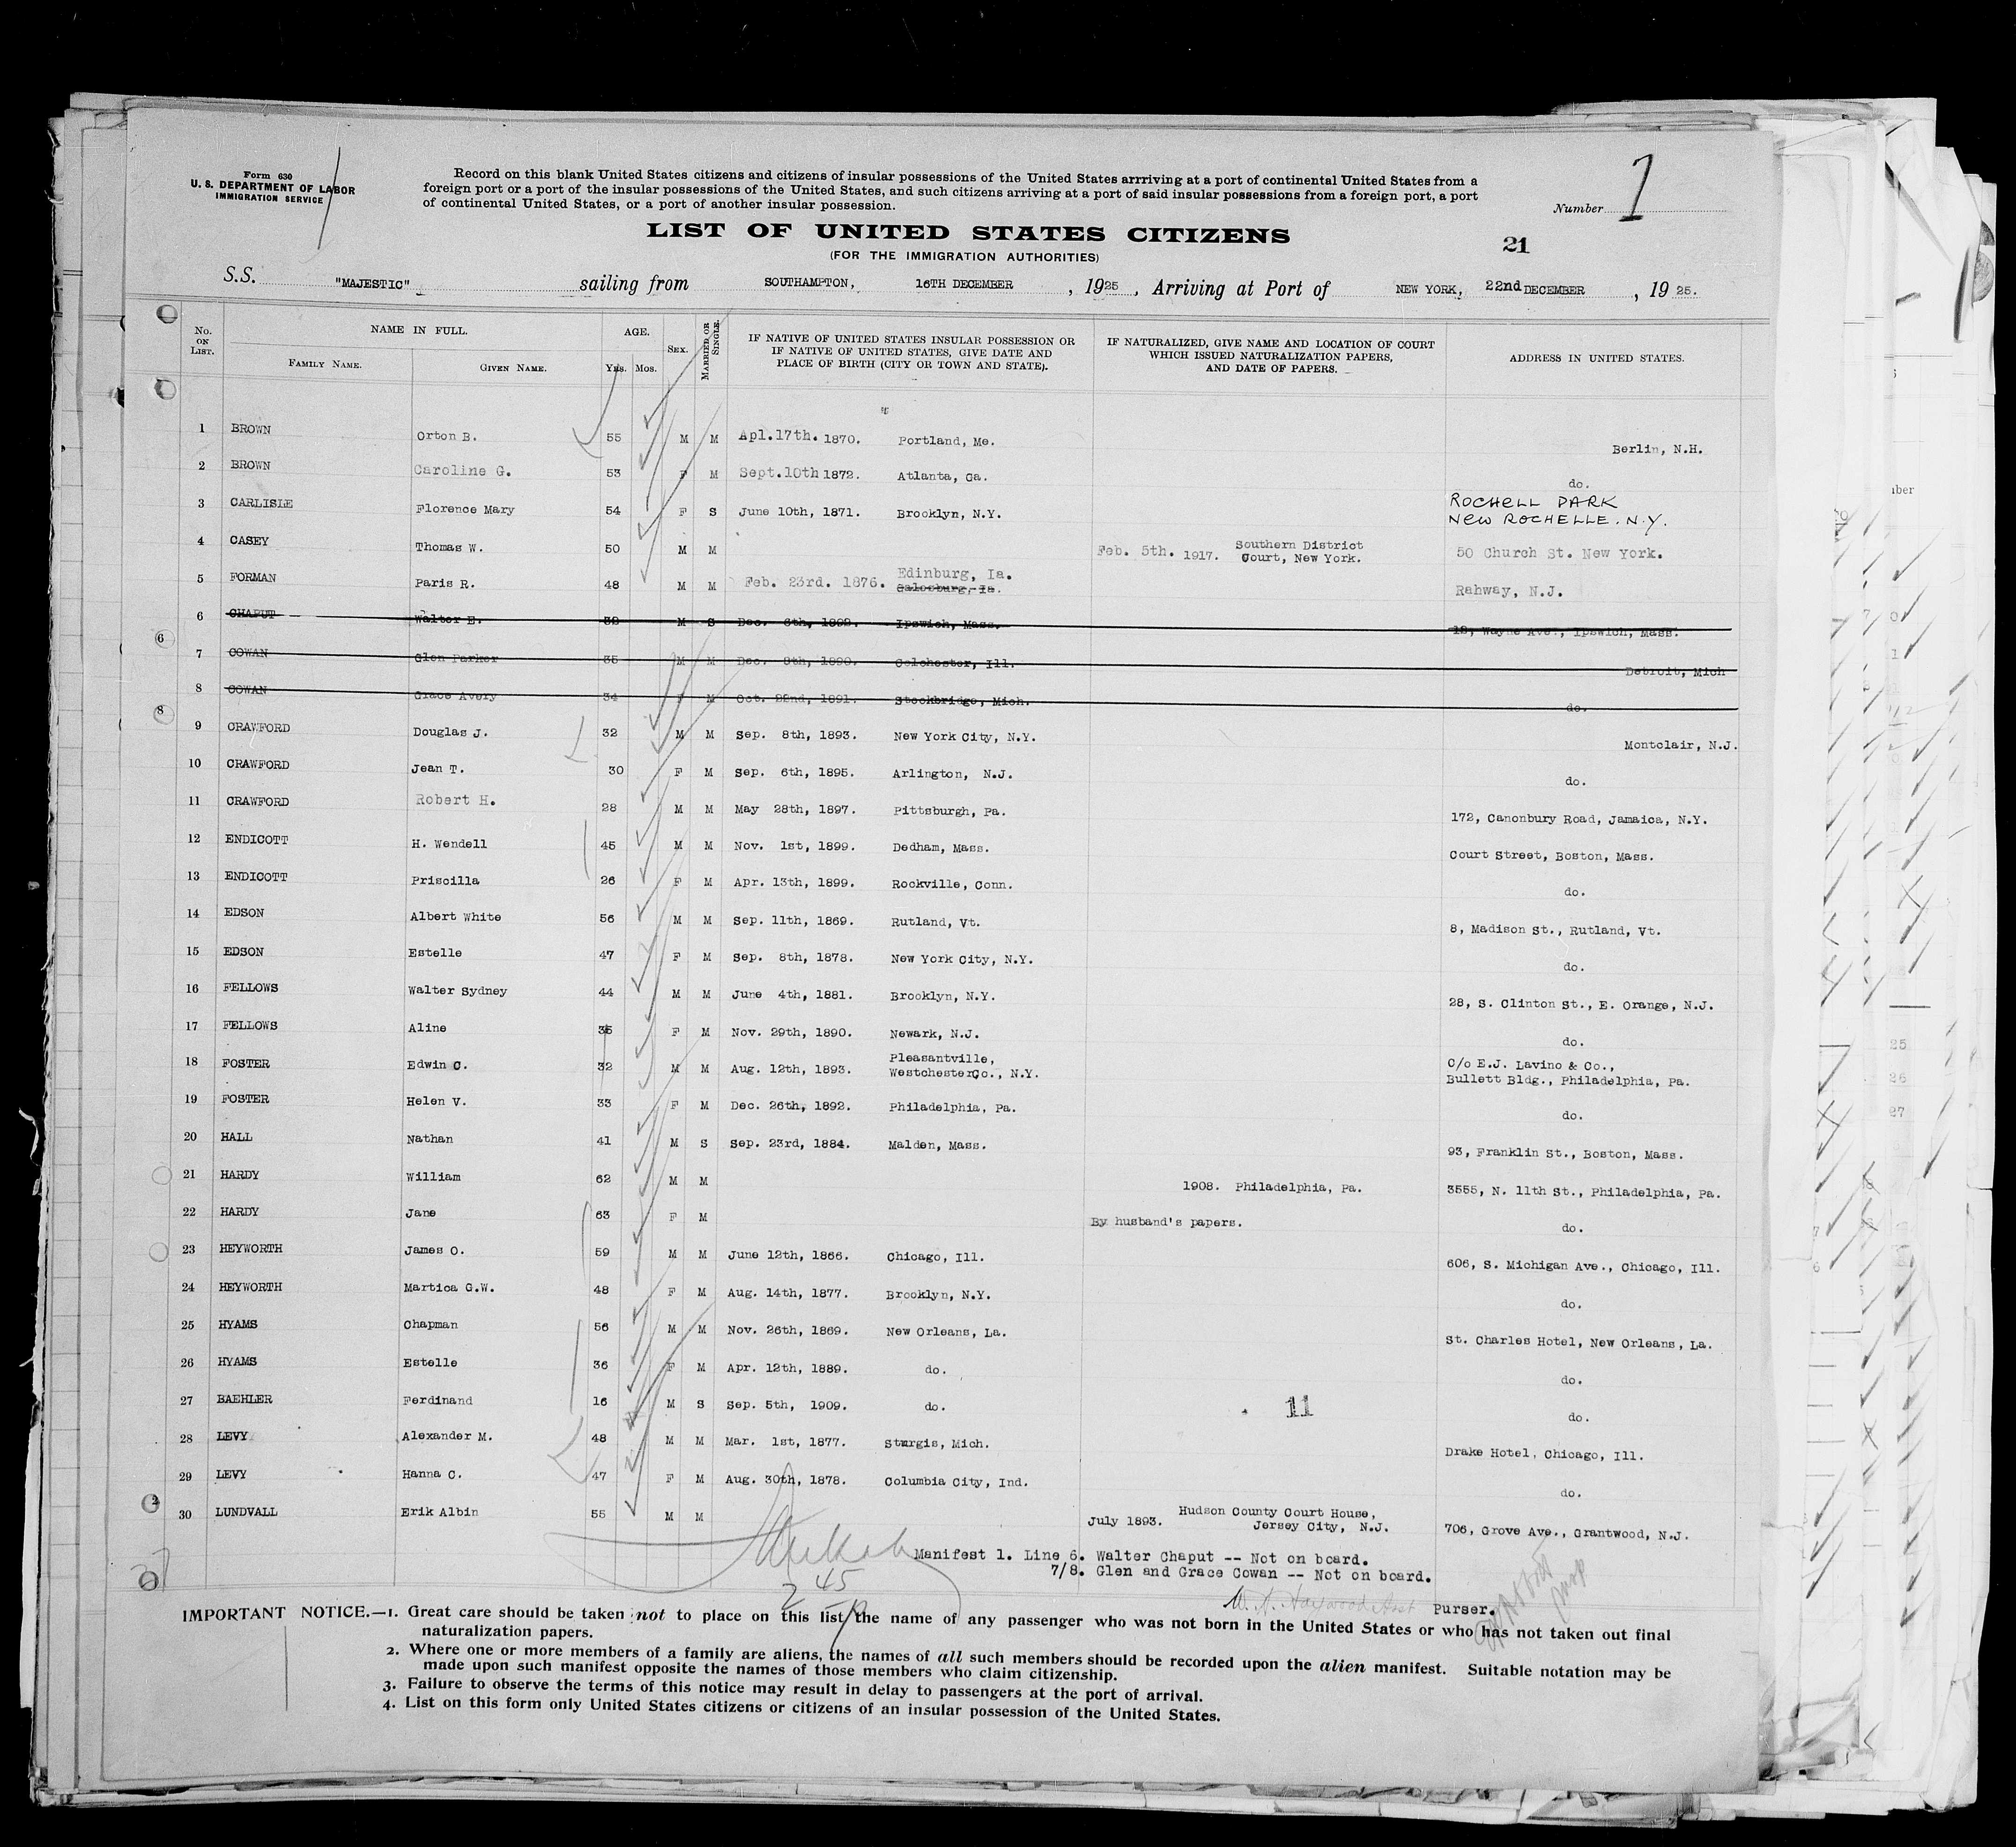 Form 630
U. S. DEPARTMENT OF LABOR
IMMIGRATION SERVICE
Record on this blank United States citizens and citizens of insular possessions of the United States arrriving at a port of continental United States from a
foreign port or a port of the insular possessions of the United States, and such citizens arriving at a port of said insular possessions from a foreign port, a port
of continental United States, or a port of another insular possession.
Number 1
LIST OF UNITED STATES CITIZENS
21
(FOR THE IMMIGRATION AUTHORITIES)
S.S. "MAJESTIC" sailing from SOUTHAMPTON, 16TH DECEMBER, 1925, Arriving at Port of NEW YORK, 22nd DECEMBER, 1925.
No. ON LIST. NAME IN FULL. FAMILY NAME. GIVEN NAME. AGE. YRS. MOS. SEX. MARRIED OR SINGLE. IF NATIVE OF UNITED STATES INSULAR POSSESSION OR IF NATIVE OF UNITED STATES, GIVE DATE AND PLACE OF BIRTH (CITY OR TOWN AND STATE). IF NATURALIZED, GIVE NAME AND LOCATION OF COURT WHICH ISSUED NATURALIZATION PAPERS, AND DATE OF PAPERS. ADDRESS IN UNITED STATES.
1 BROWN Orton B. 55 M M Apl.17th. 1870. Portland, Me. Berlin, N.H.
2 BROWN Caroline G. 53 F M Sept.10th 1872. Atlanta, Ga. do.
3 CARLISLE Florence Mary 54 F S June 10th, 1871. Brooklyn, N.Y. ROCHELL PARK NEW ROCHELLE. N.Y.
4 CASEY Thomas W. 50 M M Feb. 5th. 1917. Southern District Court, New York. 50 Church St. New York.
5 FORMAN Paris R. 48 M M Feb. 23rd. 1876. Edinburg, Ia. Galesburg, Ia. Rahway, N.J.
6 CHAPUT Walter E. M S Dec. 6th, Ipswich, Mass. 12, Wayne Ave., Ipswich, Mass.
6
7 COWAN Glen Parker 35 M M Dec. 8th, 1890. Colchester, Ill. Detroit, Mich
8 COWAN Grace Avery 34 F M Oct. 22nd, 1891. Stockbridge, Mich. do.
8
9 CRAWFORD Douglas J. 32 M M Sep. 8th, 1893. New York City, N.Y. Montclair, N.J.
10 CRAWFORD Jean T. 30 F M Sep. 6th, 1895. Arlington, N.J. do.
11 CRAWFORD Robert H. 28 M M May 28th, 1897. Pittsburgh, Pa. 172, Canonbury Road, Jamaica, N.Y.
12 ENDICOTT H. Wendell 45 M M Nov. 1st, 1899. Dedham, Mass. Court Street, Boston, Mass.
13 ENDICOTT Priscilla 26 F M Apr. 13th, 1899. Rockville, Conn. do.
14 EDSON Albert White 56 M M Sep. 11th, 1869. Rutland, Vt. 8, Madison St., Rutland, Vt.
15 EDSON Estelle 47 F M Sep. 8th, 1878. New York City, N.Y. do.
16 FELLOWS Walter Sydney 44 M M June 4th, 1881. Brooklyn, N.Y. 28, S. Clinton St., E. Orange, N.J.
17 FELLOWS Aline 35 F M Nov. 29th, 1890. Newark, N.J. do.
18 FOSTER Edwin C. 32 M M Aug. 12th, 1893. Pleasantville, Westchester Co., N.Y. C/o E.J. Lavino & Co., Bullett Bldg., Philadelphia, Pa.
19 FOSTER Helen V. 33 F M Dec. 26th, 1892. Philadelphia, Pa. do.
20 HALL Nathan 41 M S Sep. 23rd, 1884. Malden, Mass. 93, Franklin St., Boston, Mass.
21 HARDY William 62 M M 1908. Philadelphia, Pa. 3555, N. 11th St., Philadelphia, Pa.
22 HARDY Jane 63 F M By husband's papers. do.
23 HEYWORTH James O. 59 M M June 12th, 1866. Chicago, Ill. 606, S. Michigan Ave., Chicago, Ill.
24 HEYWORTH Martica G.W. 48 F M Aug. 14th, 1877. Brooklyn, N.Y. do.
25 HYAMS Chapman 56 M M Nov. 26th, 1869. New Orleans, La. St. Charles Hotel, New Orleans, La.
26 HYAMS Estelle 36 F M Apr. 12th, 1889. do. do.
27 BAEHLER Ferdinand 16 M S Sep. 5th, 1909. do. 11 do.
28 LEVY Alexander M. 48 M M Mar. 1st, 1877. Sturgis, Mich. Drake Hotel, Chicago, Ill.
29 LEVY Hanna C. 47 F M Aug. 30th, 1878. Columbia City, Ind. do.
2
30 LUNDVALL Erik Albin 55 M M July 1893. Hudson County Court House, Jersey City, N.J. 706, Grove Ave., Grantwood, N.J.
Manifest 1. Line 6. Walter Chaput -- Not on board.
7/8. Glen and Grace Cowan -- Not on board.
27
2 45
Purser.
IMPORTANT NOTICE.—1. Great care should be taken not to place on this list the name of any passenger who was not born in the United States or who has not taken out final
naturalization papers.
2. Where one or more members of a family are aliens, the names of all such members should be recorded upon the alien manifest. Suitable notation may be
made upon such manifest opposite the names of those members who claim citizenship.
3. Failure to observe the terms of this notice may result in delay to passengers at the port of arrival.
4. List on this form only United States citizens or citizens of an insular possession of the United States.
25
26
27